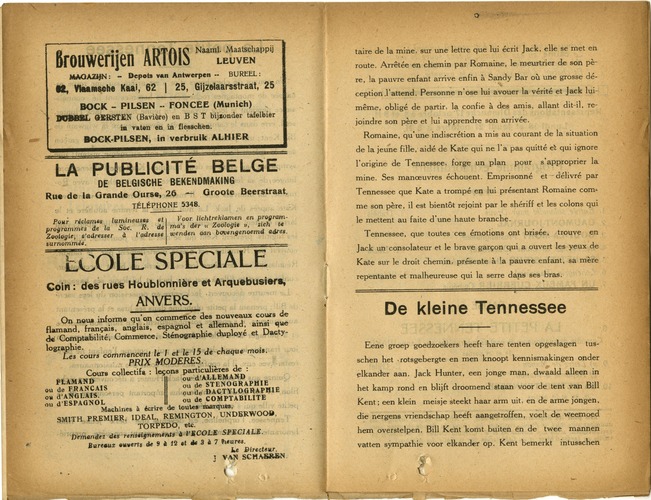 Brouwerijen ARTOIS Naaml. Maatschappij
LEUVEN
MAGAZIJN: - Depots van Antwerpen - BUREEL:
62, Vlaamsche Kaai, 62 | 25, Gijzelaarsstraat, 25
BOCK - PILSEN - FONCEE (Munich)
DUBBEL GERSTEN (Bavière) en B S T bijzonder tafelbier
in vaten en in flesschen.
BOCK-PILSEN, in verbruik ALHIER
LA PUBLICITÉ BELGE
DE BELGISCHE BEKENDMAKING
Rue de la Grande Ourse, 26 — Groote Beerstraat,
TÉLÉPHONE 5348.
Pour réclames lumineuses et
programmes de la Soc. R. de
Zoologie, s'adresser à l'adresse
surnommée.
Voor lichtreklamen en program-
ma's der « Zoologie », zich te
wenden aan bovengenoemd adres.
ECOLE SPECIALE
Coin: des rues Houblonnière et Arquebusiers,
ANVERS.
On nous informe qu'on commence des nouveaux cours de
flamand, français, anglais, espagnol et allemand, ainsi que
de Comptabilité, Commerce, Sténographie duployé et Dacty-
lographie.
Les cours commencent le 1 et le 15 de chaque mois.
PRIX MODERES.
Cours collectifs: leçons particulières de:
FLAMAND
ou de FRANCAIS
ou d'ANGLAIS
ou d'ESPAGNOL
ou d'ALLEMAND
ou de STENOGRAPHIE
ou de DACTYLOGRAPHIE
ou de COMPTABILITE
Machines à écrire de toutes marques,
SMITH PREMIER, IDEAL, REMINGTON, UNDERWOOD,
TORPEDO, etc.
Demandez des renseignements à l'ECOLE SPECIALE.
Bureaux ouverts de 9 à 12 et de 3 à 7 heures.
Le Directeur,
J VAN SCHAEREN.
taire de la mine. sur une lettre que lui écrit Jack, elle se met en
route. Arrêtée en chemin par Romaine, le meurtrier de son pè-
re, la pauvre enfant arrive enfin à Sandy Bar où une grosse dé-
ception l'attend. Personne n'ose lui avouer la vérité et Jack lui-
même, obligé de partir. la confie à des amis, allant dit-il, re-
joindre son père et lui apprendre son arrivée.
Romaine, qu'une indiscrétion a mis au courant de la situation
de la jeune fille, aidé de Kate qui ne l'a pas quitté et qui ignore
l'origine de Tennessee, forge un plan pour s'approprier la
mine. Ses manœuvres échouent. Emprisonné et délivré par
Tennessee que Kate a trompé en lui présentant Romaine com-
me son père, il est bientôt rejoint par le shériff et les colons qui
le mettent au faite d'une haute branche.
Tennessee, que toute ces émotions ont brisée, trouve en
Jack un consolateur et le brave garçon qui a ouvert les yeux de
Kate sur le droit chemin, présente à la pauvre enfant, sa mère
repentante et malheureuse qui la serre dans ses bras.
De kleine Tennessee
Eene groep goedzoekers heeft hare tenten opgeslagen tus-
schen het rotsgebergte en men knoopt kennismakingen onder
elkander aan. Jack Hunter, een jonge man, dwaald alleen in
het kamp rond en blijft droomend staan voor de tent van Bill
Kent; een klein meisje steekt haar arm uit. en de arme jongen,
die nergens vriendschap heeft aangetroffen, voelt de weemoed
hem overstelpen. Bill Kent komt buiten en de twee mannen
vatten sympathie voor elkander op. Kent bemerkt intusschen